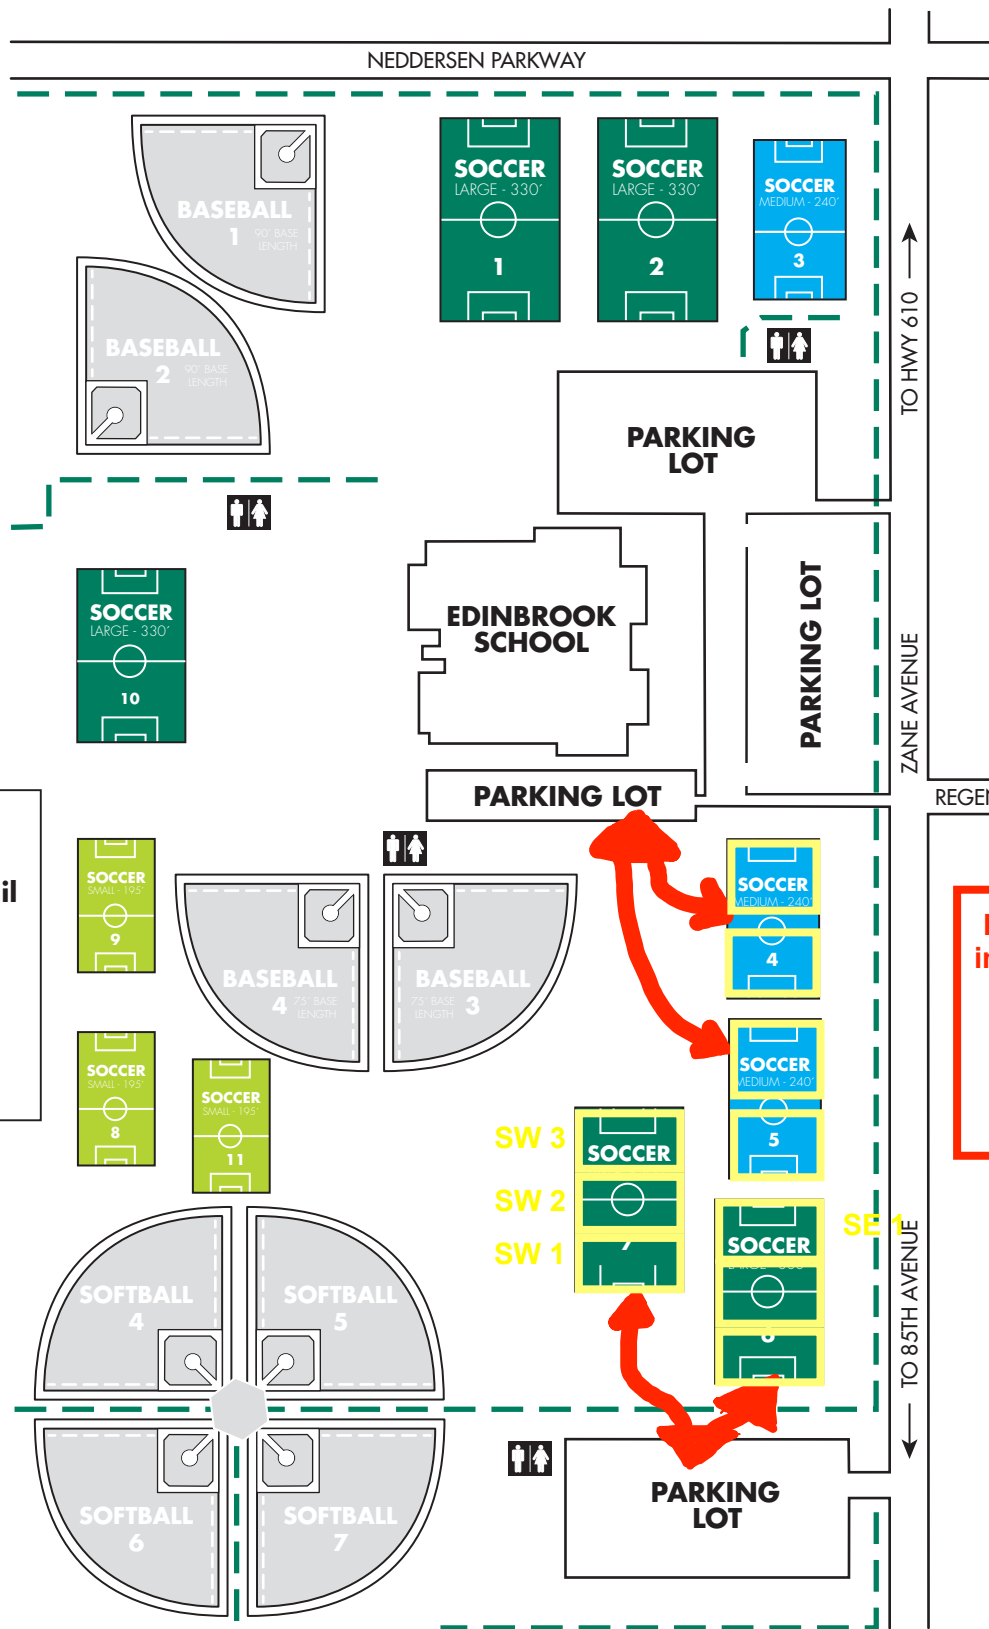 NEDDERSEN PARKWAY
SOCCER
LARGE - 330'
1
SOCCER
LARGE - 330'
2
SOCCER
MEDIUM - 240'
3
BASEBALL
1
90' BASE
LENGTH
BASEBALL
2
90' BASE
LENGTH
TO HWY 610
PARKING
LOT
SOCCER
LARGE - 330'
10
EDINBROOK
SCHOOL
PARKING LOT
ZANE AVENUE
PARKING LOT
REGEN
il
SOCCER
SMALL - 195'
9
SOCCER
MEDIUM - 240'
4
in
BASEBALL
4
75' BASE
LENGTH
BASEBALL
3
75' BASE
LENGTH
SOCCER
SMALL - 195'
8
SOCCER
SMALL - 195'
11
SOCCER
MEDIUM - 240'
5
SW 3
SOCCER
SW 2
SW 1
7
SE 1
SOCCER
6
TO 85TH AVENUE
SOFTBALL
4
SOFTBALL
5
SOFTBALL
6
SOFTBALL
7
PARKING
LOT